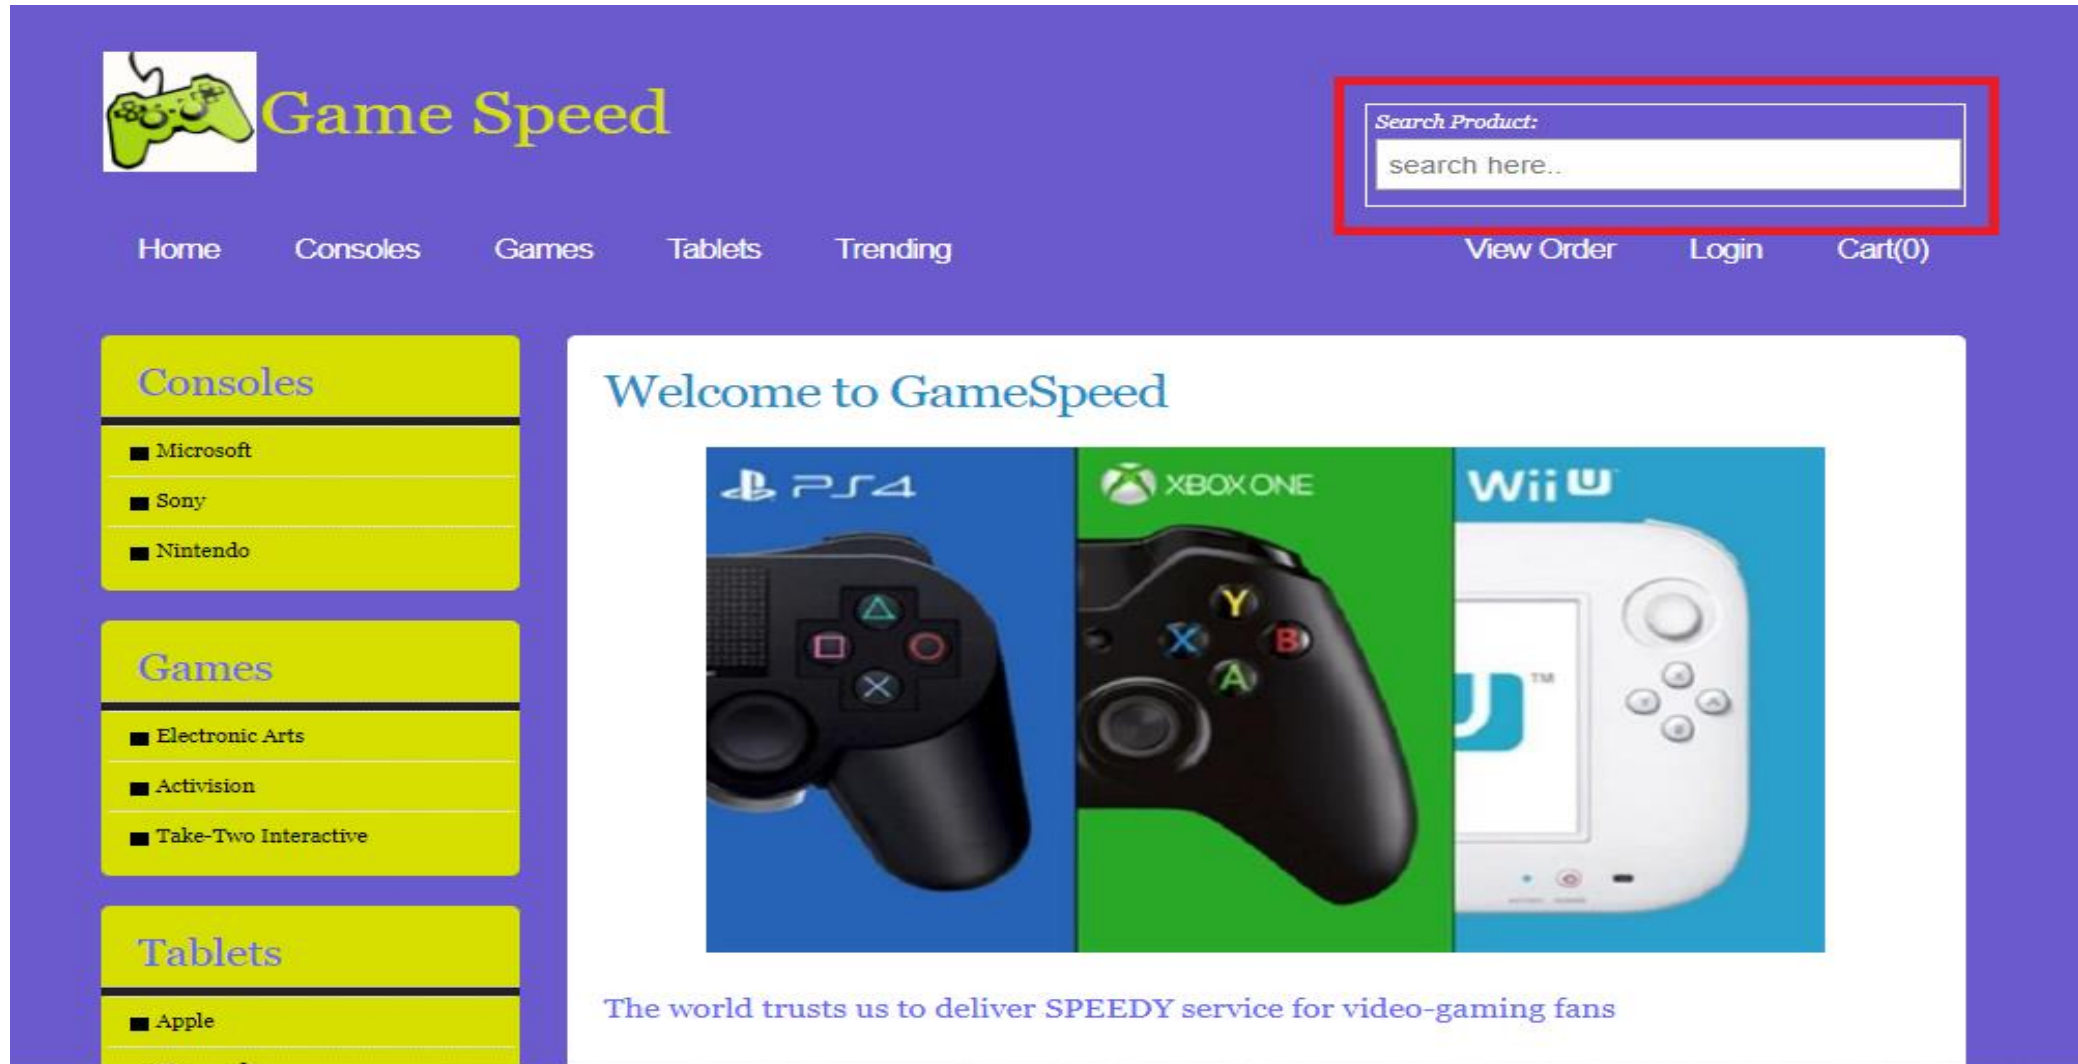 Game Speed
Search Product:
search here..
Home Consoles Games Tablets Trending View Order Login Cart(0)
Consoles
Microsoft
Sony
Nintendo
Games
Electronic Arts
Activision
Take-Two Interactive
Tablets
Apple
Welcome to GameSpeed
PS4 XBOX ONE Wii U
Y
X B
A
U TM
The world trusts us to deliver SPEEDY service for video-gaming fans